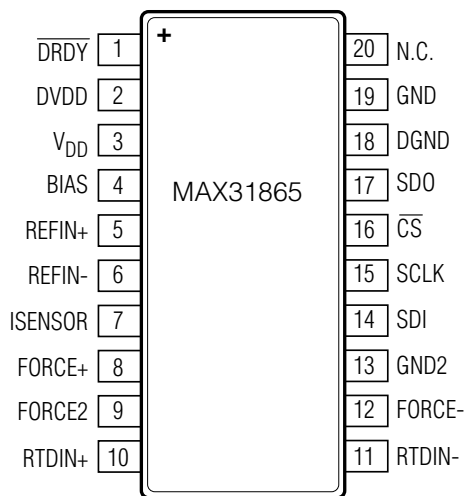 +
MAX31865
DRDY 1
DVDD 2
VDD 3
BIAS 4
REFIN+ 5
REFIN- 6
ISENSOR 7
FORCE+ 8
FORCE2 9
RTDIN+ 10
20 N.C.
19 GND
18 DGND
17 SDO
16 CS
15 SCLK
14 SDI
13 GND2
12 FORCE-
11 RTDIN-